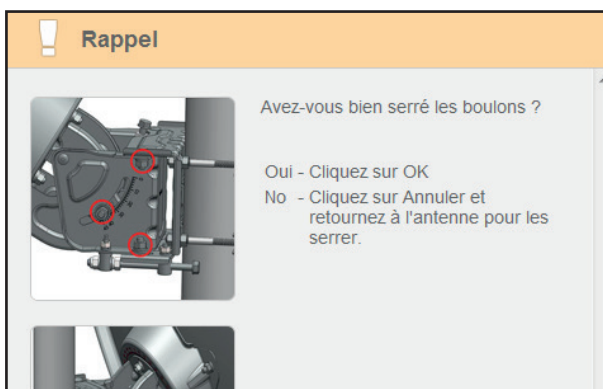 Rappel
Avez-vous bien serré les boulons ?
Oui - Cliquez sur OK
No - Cliquez sur Annuler et
retournez à l'antenne pour les
serrer.